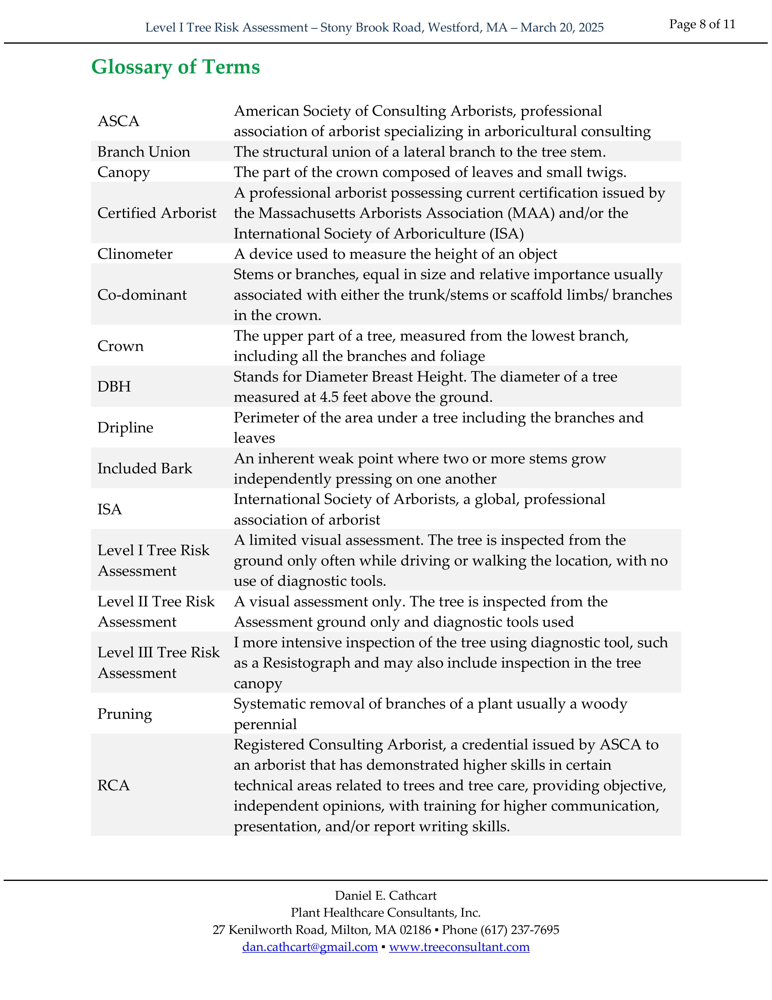 Level I Tree Risk Assessment – Stony Brook Road, Westford, MA – March 20, 2025
Page 8 of 11
Glossary of Terms
ASCA
American Society of Consulting Arborists, professional
association of arborist specializing in arboricultural consulting
Branch Union
The structural union of a lateral branch to the tree stem.
Canopy
The part of the crown composed of leaves and small twigs.
Certified Arborist
A professional arborist possessing current certification issued by
the Massachusetts Arborists Association (MAA) and/or the
International Society of Arboriculture (ISA)
Clinometer
A device used to measure the height of an object
Co-dominant
Stems or branches, equal in size and relative importance usually
associated with either the trunk/stems or scaffold limbs/ branches
in the crown.
Crown
The upper part of a tree, measured from the lowest branch,
including all the branches and foliage
DBH
Stands for Diameter Breast Height. The diameter of a tree
measured at 4.5 feet above the ground.
Dripline
Perimeter of the area under a tree including the branches and
leaves
Included Bark
An inherent weak point where two or more stems grow
independently pressing on one another
ISA
International Society of Arborists, a global, professional
association of arborist
Level I Tree Risk
Assessment
A limited visual assessment. The tree is inspected from the
ground only often while driving or walking the location, with no
use of diagnostic tools.
Level II Tree Risk
Assessment
A visual assessment only. The tree is inspected from the
Assessment ground only and diagnostic tools used
Level III Tree Risk
Assessment
I more intensive inspection of the tree using diagnostic tool, such
as a Resistograph and may also include inspection in the tree
canopy
Pruning
Systematic removal of branches of a plant usually a woody
perennial
RCA
Registered Consulting Arborist, a credential issued by ASCA to
an arborist that has demonstrated higher skills in certain
technical areas related to trees and tree care, providing objective,
independent opinions, with training for higher communication,
presentation, and/or report writing skills.
Daniel E. Cathcart
Plant Healthcare Consultants, Inc.
27 Kenilworth Road, Milton, MA 02186 ▪ Phone (617) 237-7695
dan.cathcart@gmail.com ▪ www.treeconsultant.com